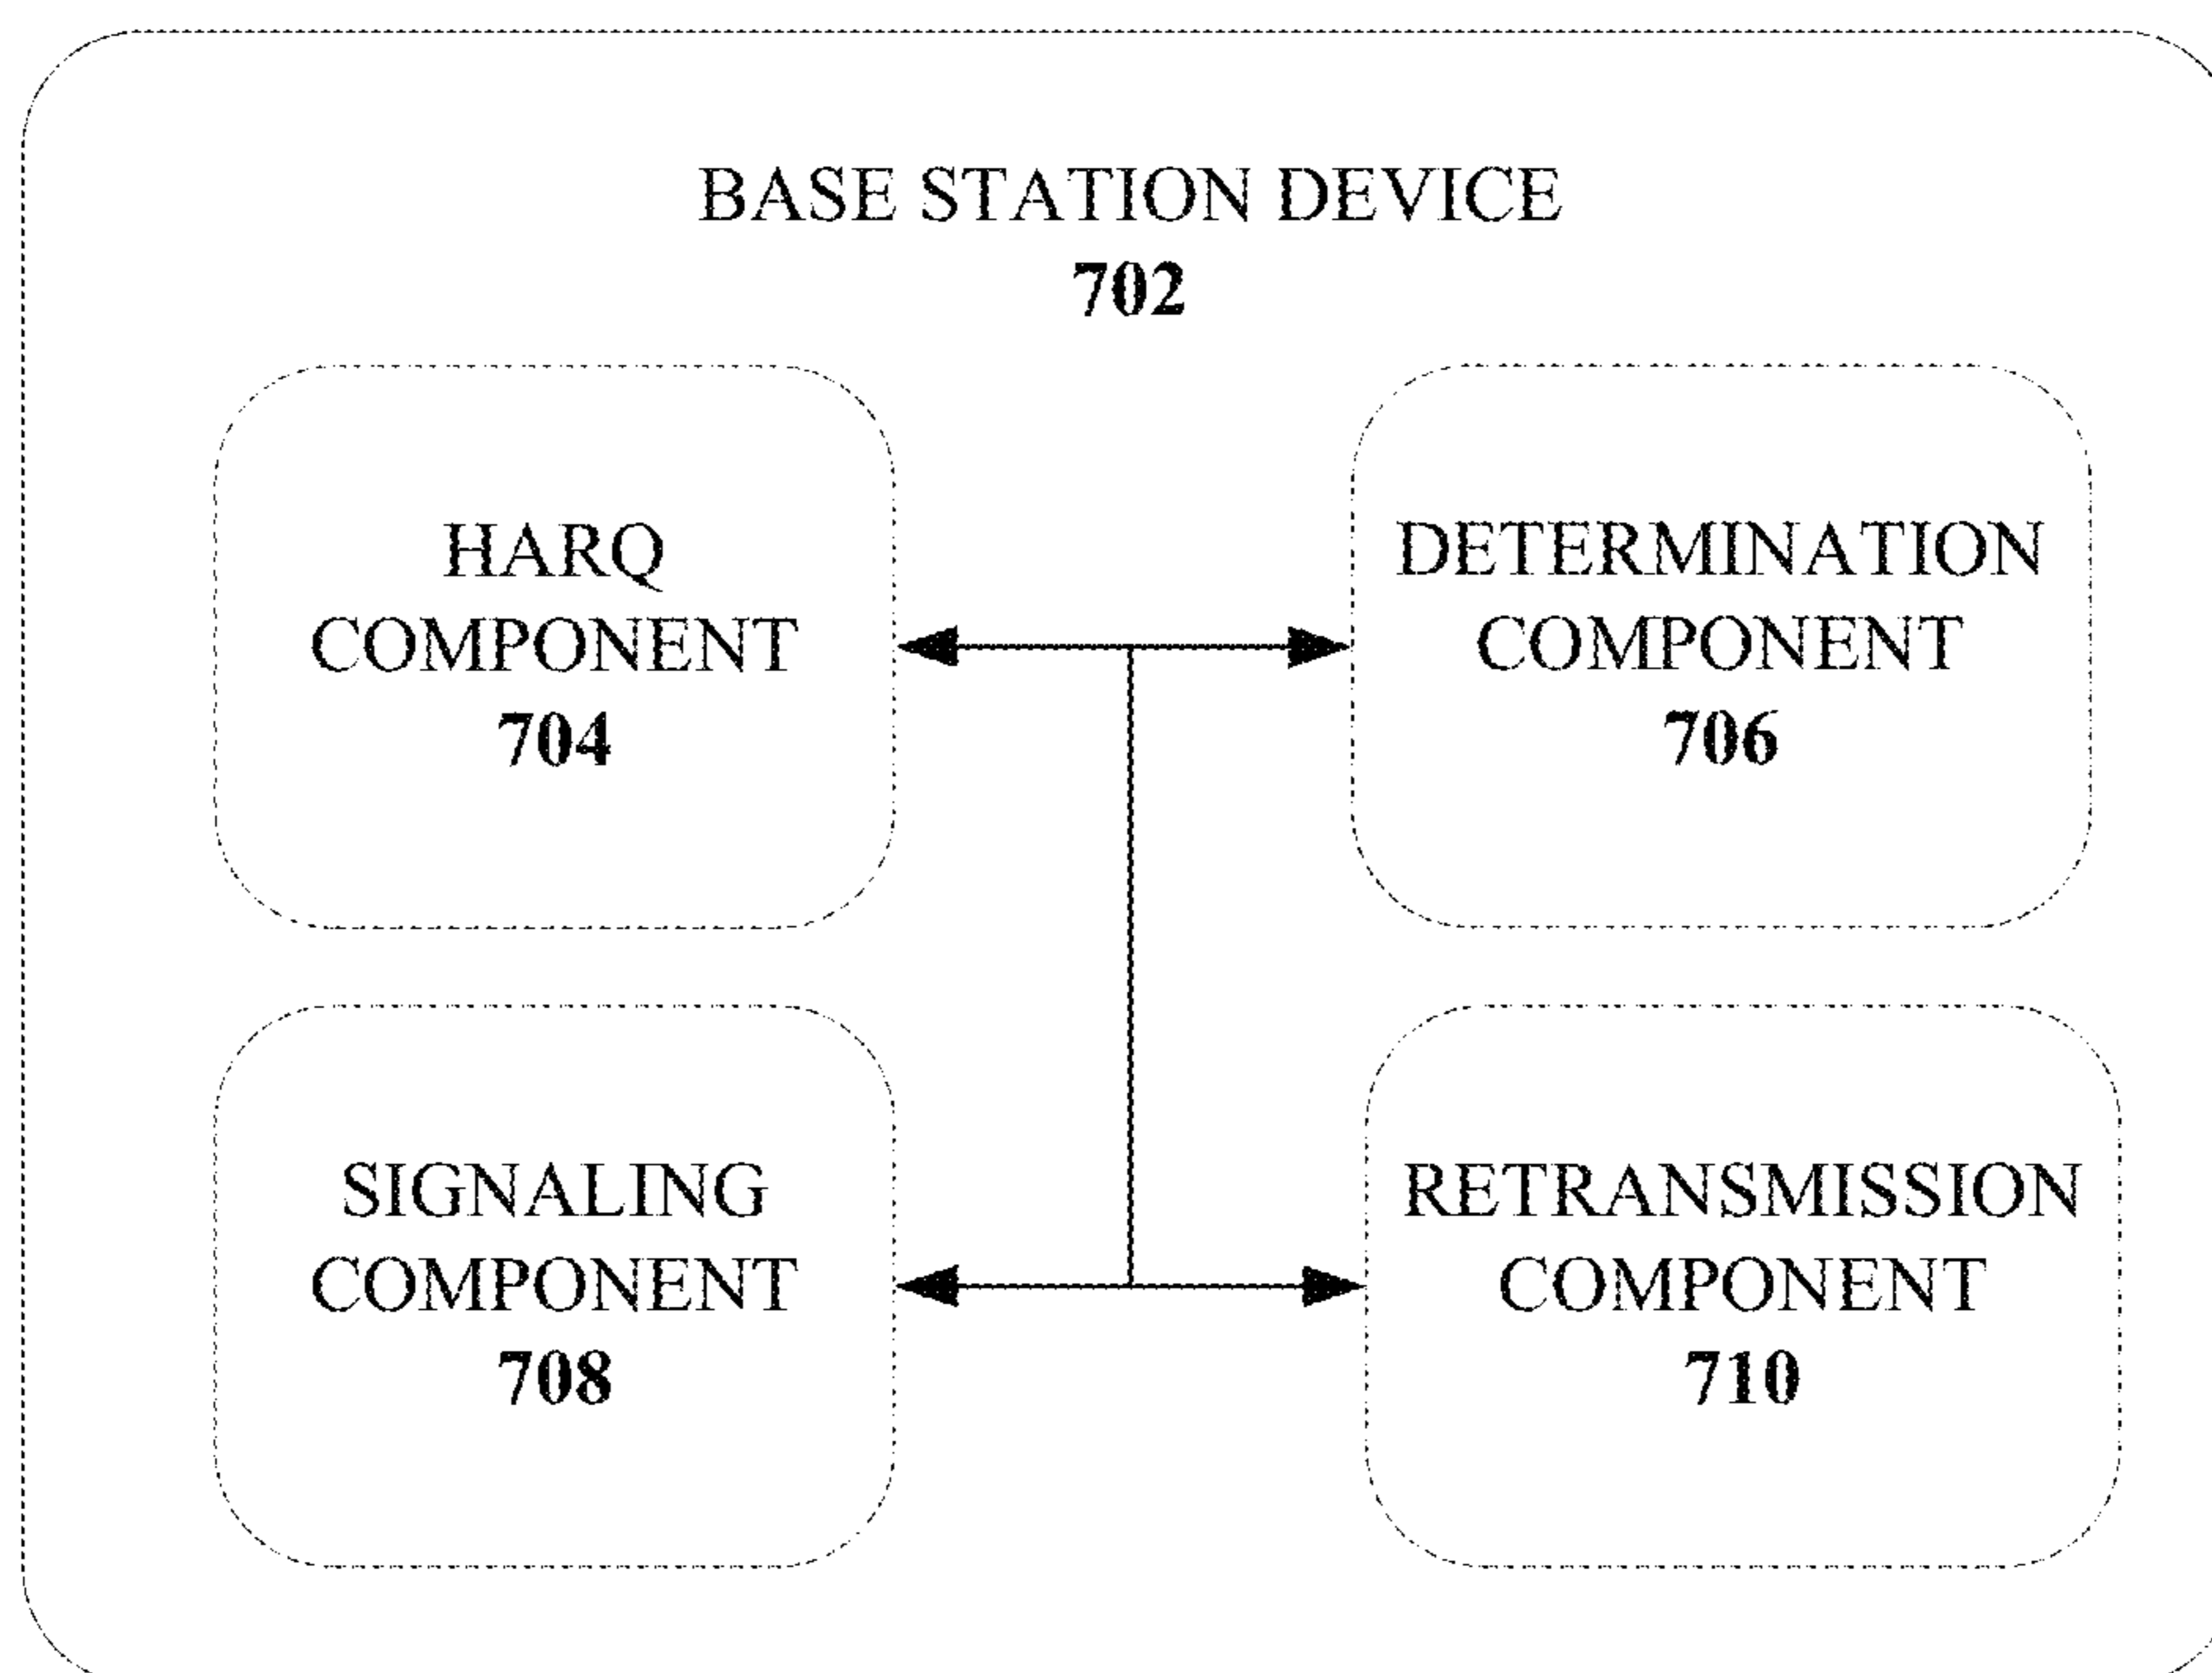 BASE STATION DEVICE
702
HARQ
COMPONENT
704
DETERMINATION
COMPONENT
706
SIGNALING
COMPONENT
708
RETRANSMISSION
COMPONENT
710